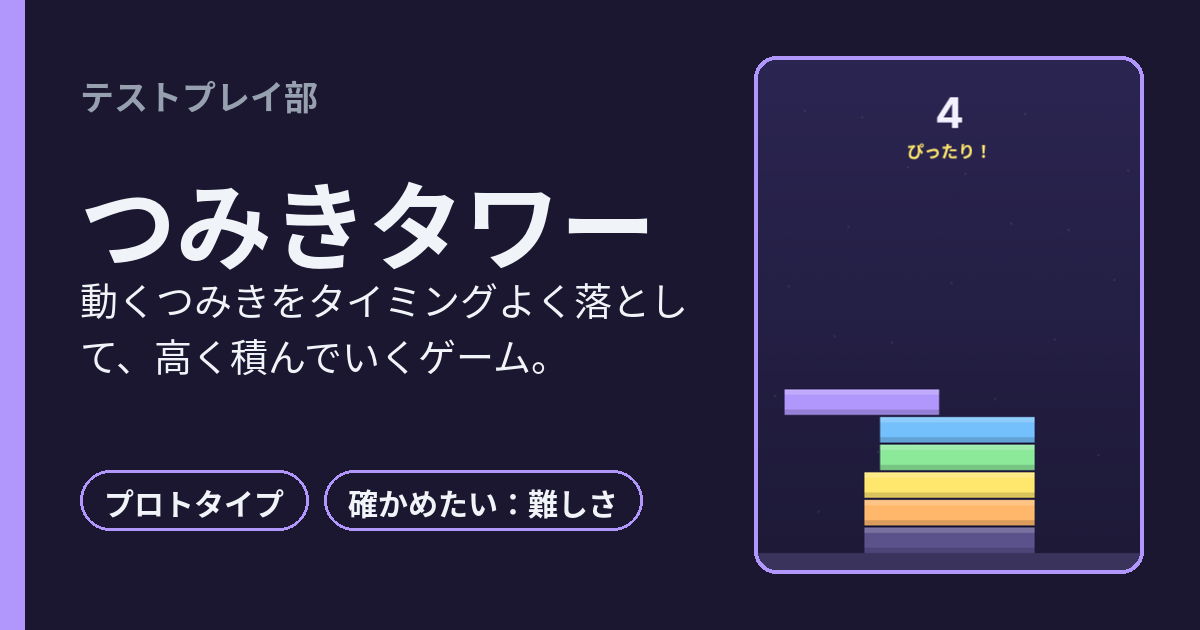 テストプレイ部
つみきタワー
動くつみきをタイミングよく落とし
て、高く積んでいくゲーム。
プロトタイプ
確かめたい：難しさ
4
ぴったり！